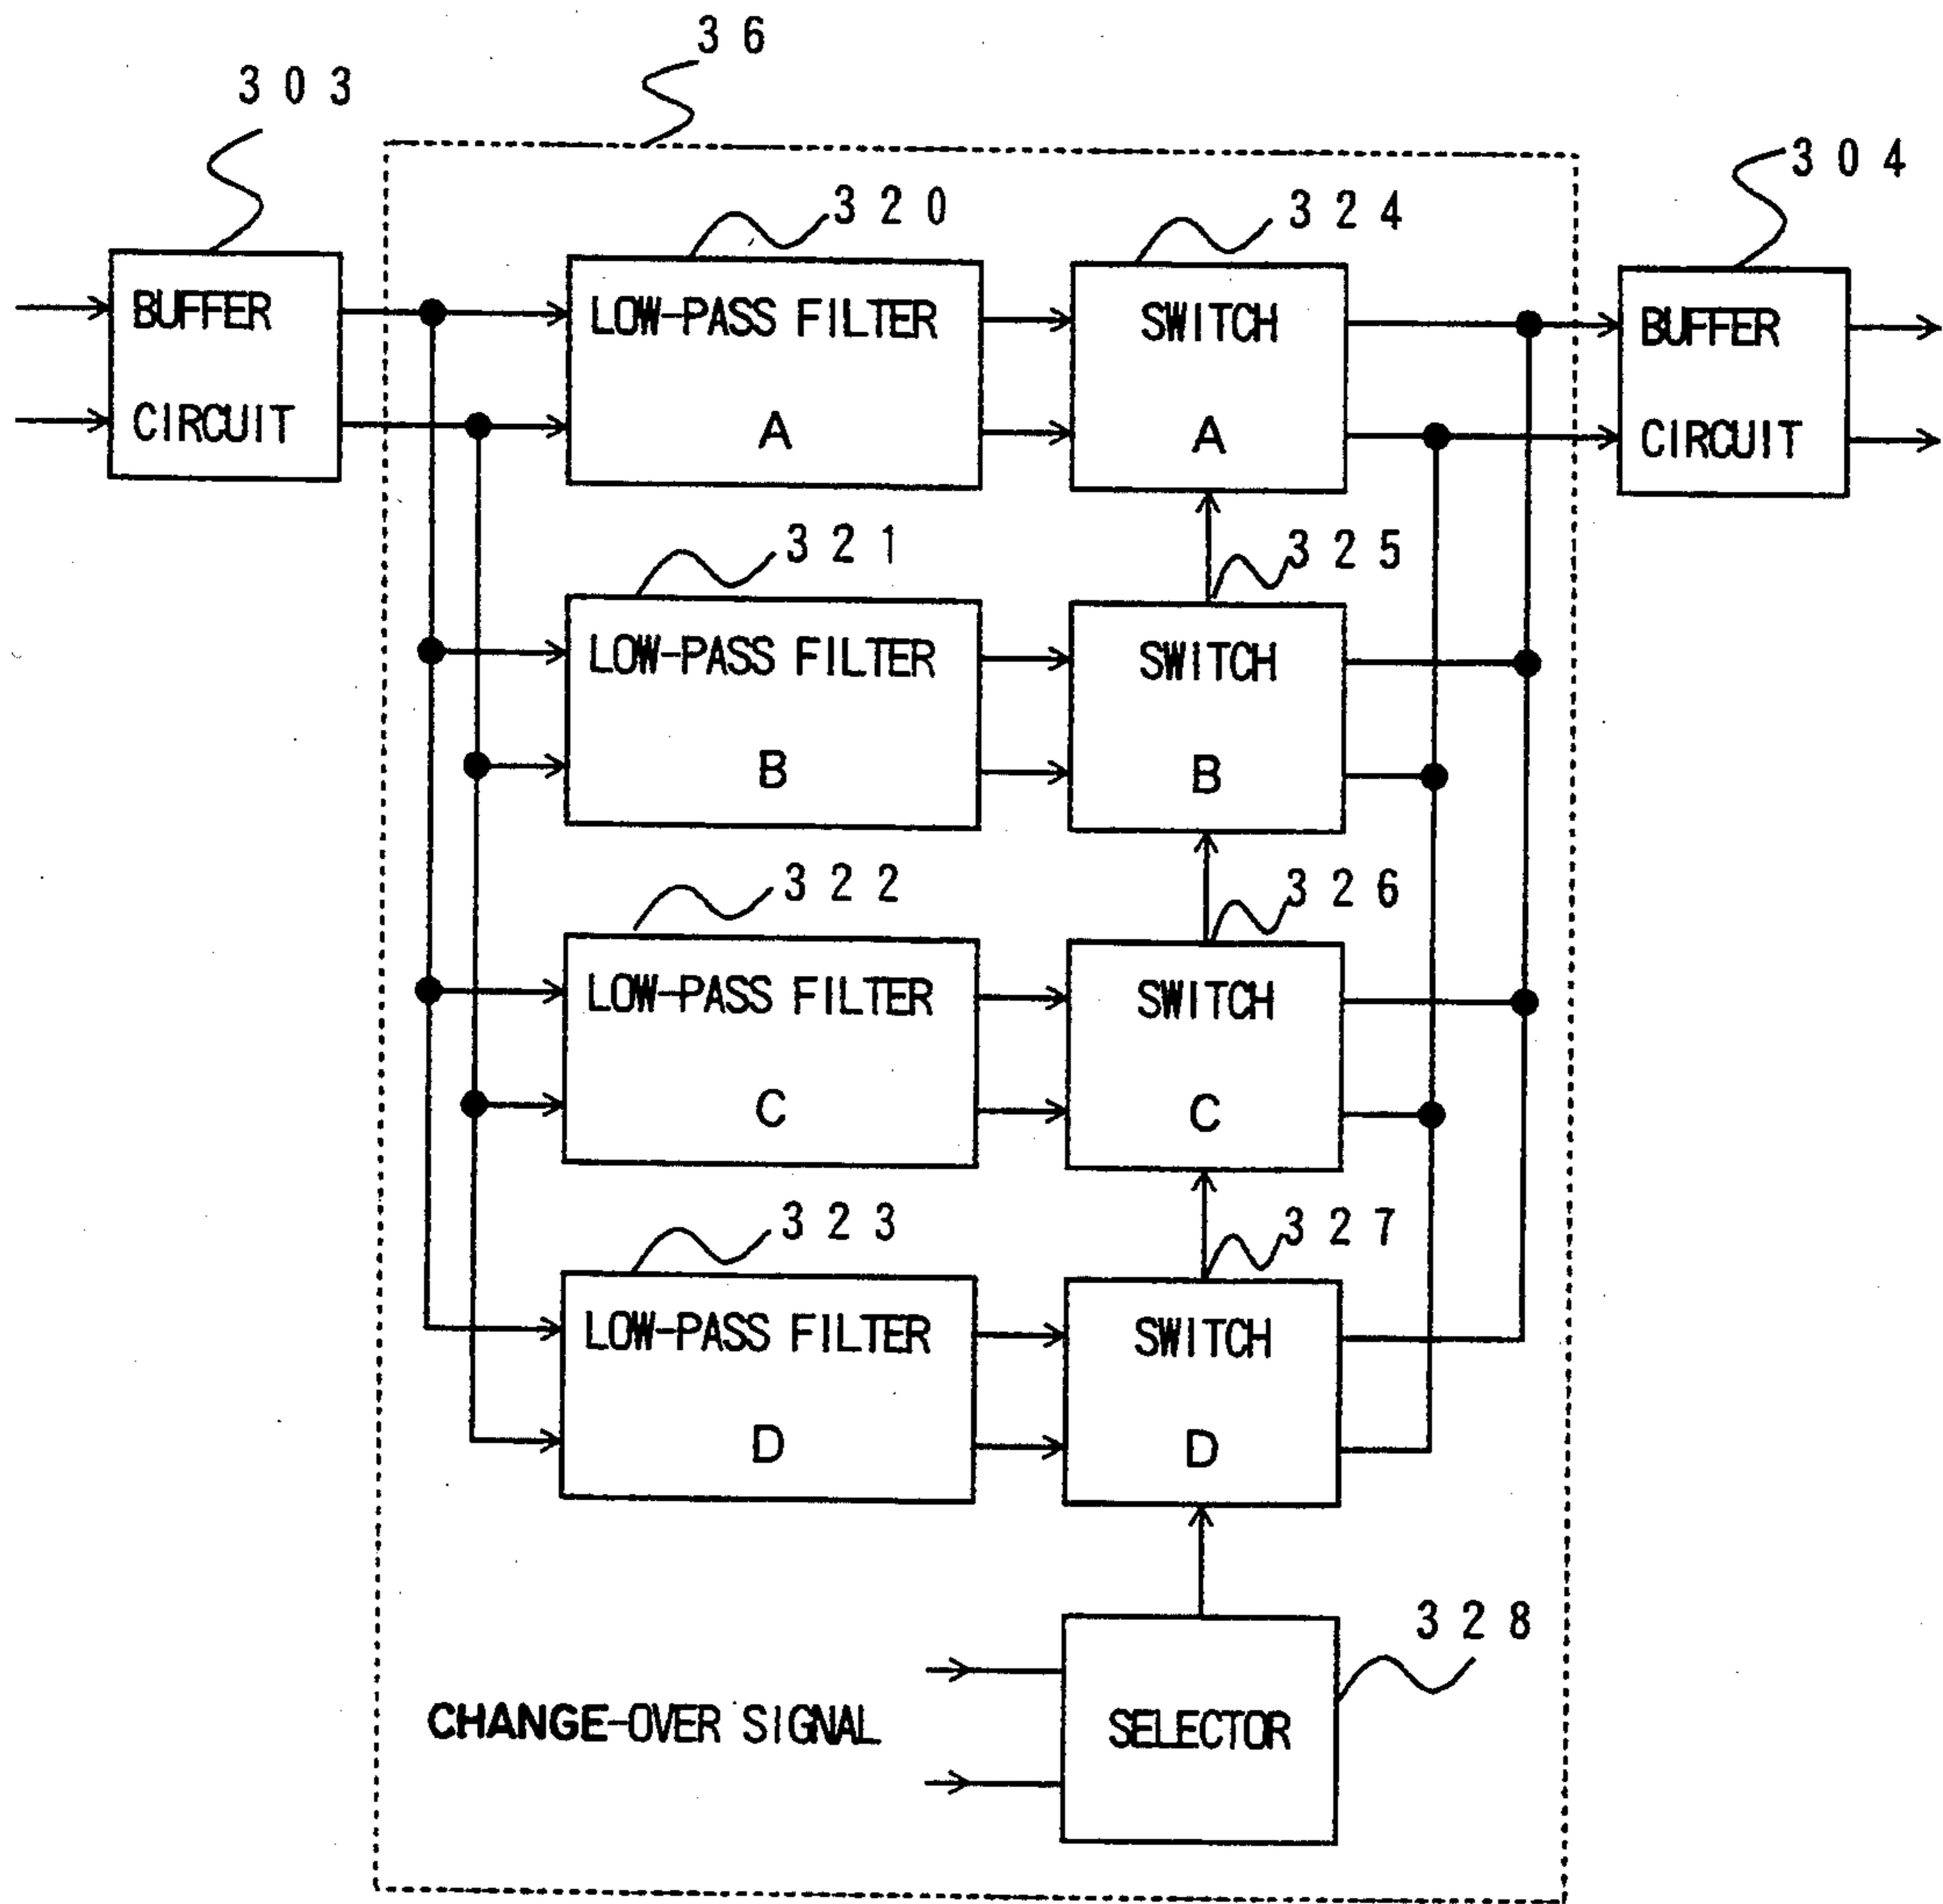 36
303
304
320
324
BUFFER
CIRCUIT
LOW-PASS FILTER
A
SWITCH
A
BUFFER
CIRCUIT
321
325
LOW-PASS FILTER
B
SWITCH
B
322
326
LOW-PASS FILTER
C
SWITCH
C
323
327
LOW-PASS FILTER
D
SWITCH
D
328
CHANGE-OVER SIGNAL
SELECTOR